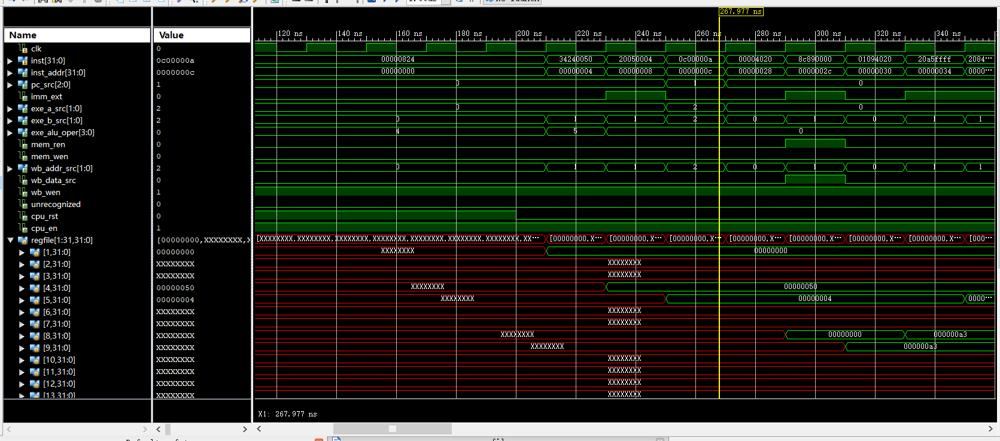 267.977 ns
Name Value 120 ns 140 ns 160 ns 180 ns 200 ns 220 ns 240 ns 260 ns 280 ns 300 ns 320 ns 340 ns
clk 0
inst[31:0] 0c00000a 00000824 34240050 20050004 0c00000a 00004020 8c890000 01094020 20a5ffff 2084···
inst_addr[31:0] 0000000c 00000000 00000004 00000008 0000000c 00000028 0000002c 00000030 00000034 0000···
pc_src[2:0] 1 0 1 0
imm_ext 0
exe_a_src[1:0] 2 0 2 0
exe_b_src[1:0] 2 0 1 1 2 0 1 0 1 1
exe_alu_oper[3:0] 0 4 5 0
mem_ren 0
mem_wen 0
wb_addr_src[1:0] 2 0 1 1 2 0 1 0 1 1
wb_data_src 0
wb_wen 1
unrecognized 0
cpu_rst 0
cpu_en 1
regfile[1:31,31:0] [00000000,XXXXXXXX,X [XXXXXXXX,XXXXXXXX,XXXXXXXX,XXXXXXXX,XXXXXXXX,XXXXXXXX,XXXXXXXX,XX··· [00000000,X··· [00000000,X··· [00000000,X··· [00000000,X··· [00000000,X··· [00000000,X··· [00000000,X··· [000···
[1,31:0] 00000000 XXXXXXXX 00000000
[2,31:0] XXXXXXXX XXXXXXXX
[3,31:0] XXXXXXXX XXXXXXXX
[4,31:0] 00000050 XXXXXXXX 00000050
[5,31:0] 00000004 XXXXXXXX 00000004 0000···
[6,31:0] XXXXXXXX XXXXXXXX
[7,31:0] XXXXXXXX XXXXXXXX
[8,31:0] XXXXXXXX XXXXXXXX 00000000 000000a3
[9,31:0] XXXXXXXX XXXXXXXX 000000a3
[10,31:0] XXXXXXXX XXXXXXXX
[11,31:0] XXXXXXXX XXXXXXXX
[12,31:0] XXXXXXXX XXXXXXXX
[13,31:0] XXXXXXXX XXXXXXXX
X1: 267.977 ns